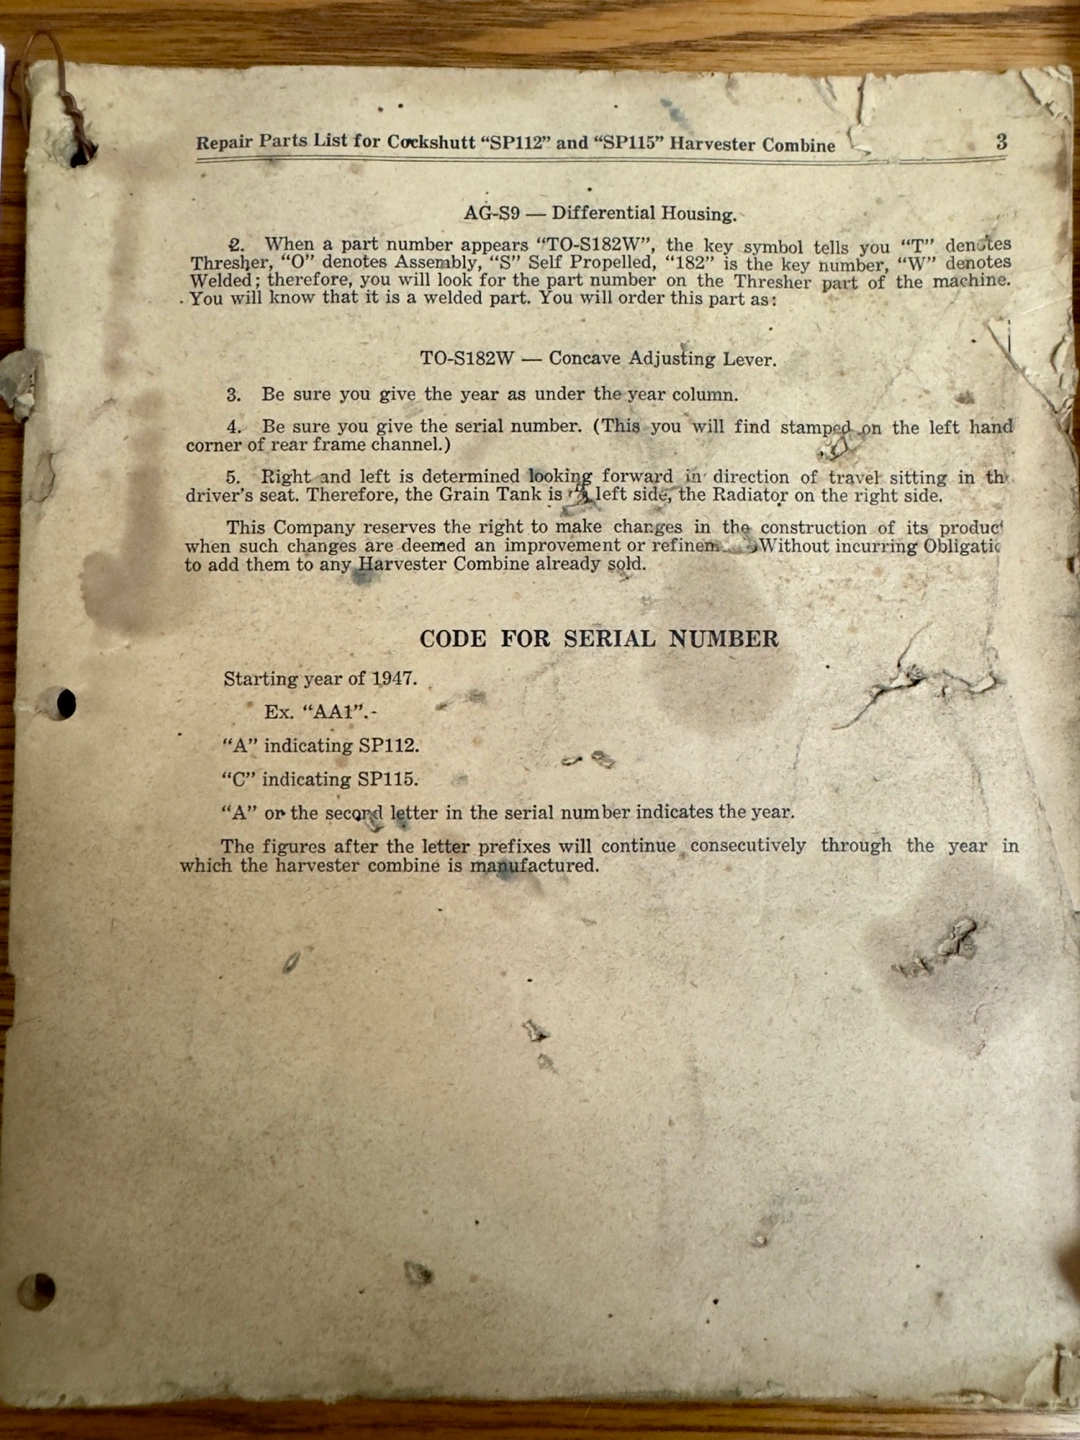 Repair Parts List for Cockshutt “SP112” and “SP115” Harvester Combine 3
AG-S9 — Differential Housing.
2. When a part number appears “TO-S182W”, the key symbol tells you “T” denotes
Thresher, “O” denotes Assembly, “S” Self Propelled, “182” is the key number, “W” denotes
Welded; therefore, you will look for the part number on the Thresher part of the machine.
You will know that it is a welded part. You will order this part as:
TO-S182W — Concave Adjusting Lever.
3. Be sure you give the year as under the year column.
4. Be sure you give the serial number. (This you will find stamped on the left hand
corner of rear frame channel.)
5. Right and left is determined looking forward in direction of travel sitting in th
driver’s seat. Therefore, the Grain Tank is left side, the Radiator on the right side.
This Company reserves the right to make changes in the construction of its produc
when such changes are deemed an improvement or refinem Without incurring Obligatic
to add them to any Harvester Combine already sold.
CODE FOR SERIAL NUMBER
Starting year of 1947.
Ex. “AA1”.-
“A” indicating SP112.
“C” indicating SP115.
“A” or the second letter in the serial number indicates the year.
The figures after the letter prefixes will continue consecutively through the year in
which the harvester combine is manufactured.